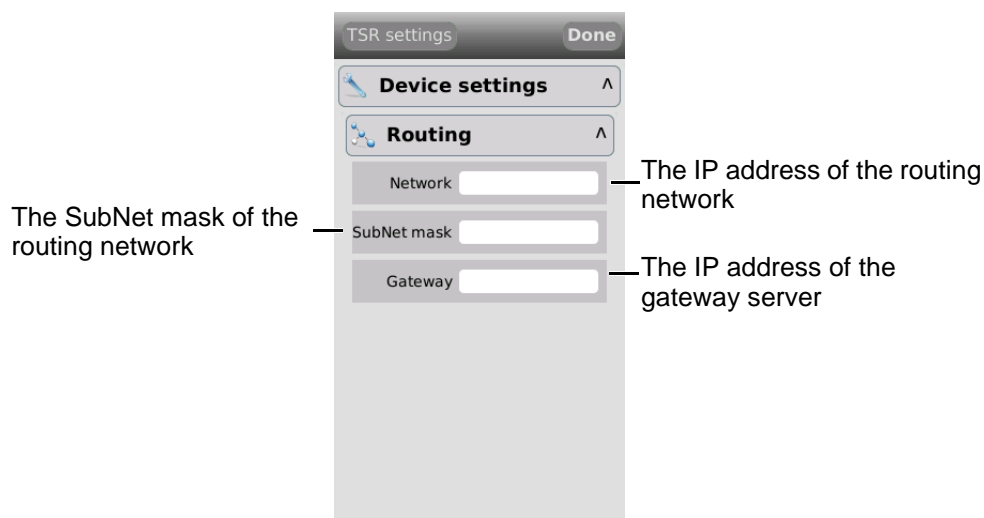 TSR settings Done
Device settings ^
Routing ^
Network
The IP address of the routing
network
The SubNet mask of the
routing network
SubNet mask
Gateway
The IP address of the
gateway server